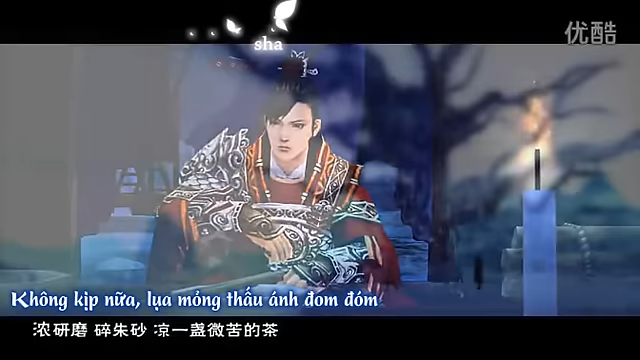 优酷
sha
Không kịp nữa, lụa mỏng thấu ánh đom đóm
浓研磨 碎朱砂 凉一盏微苦的茶